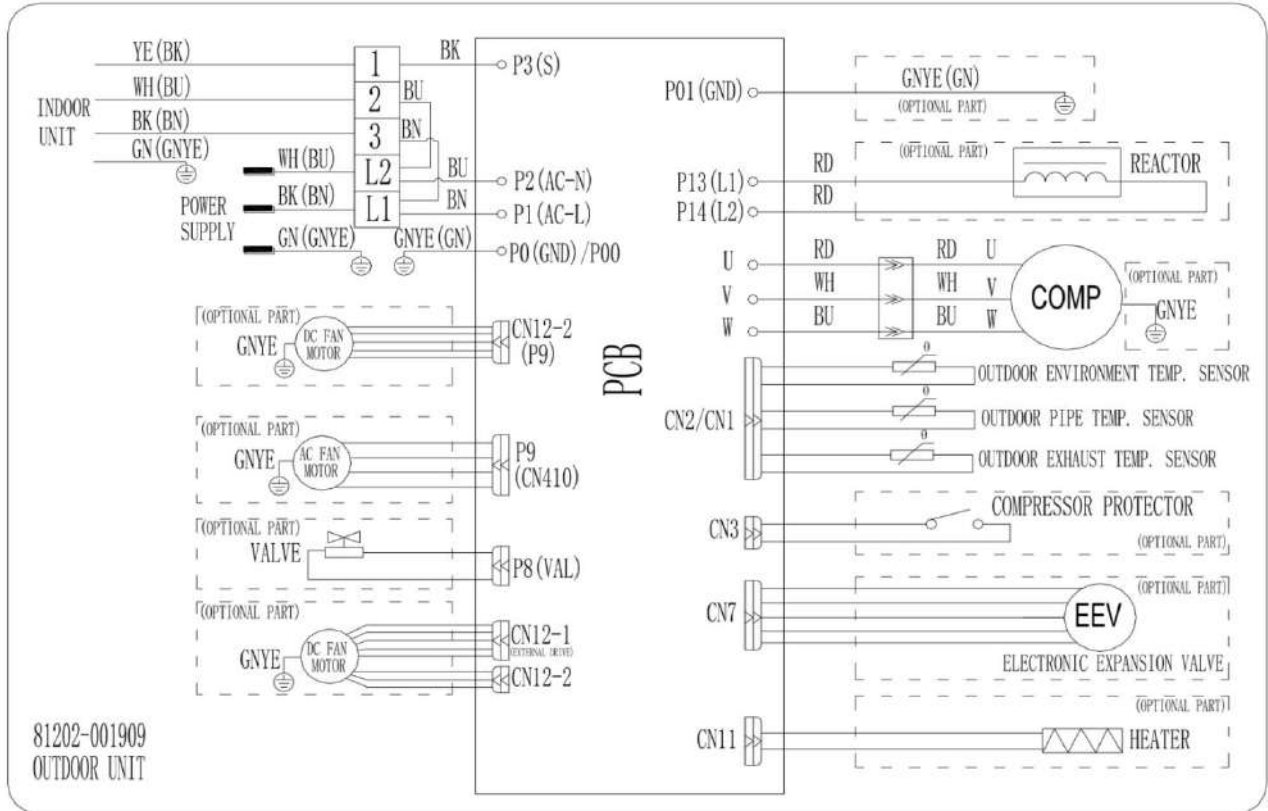 YE(BK)
1
BK
P3(S)
WH(BU)
2
BU
INDOOR
UNIT
BK(BN)
3
BN
GN(GNYE)
WH(BU)
L2
BU
P2(AC-N)
POWER
SUPPLY
BK(BN)
L1
BN
P1(AC-L)
GN(GNYE)
GNYE(GN)
P0(GND)/P00
(OPTIONAL PART)
GNYE
DC FAN
MOTOR
CN12-2
(P9)
(OPTIONAL PART)
GNYE
AC FAN
MOTOR
P9
(CN410)
(OPTIONAL PART)
VALVE
P8(VAL)
(OPTIONAL PART)
GNYE
DC FAN
MOTOR
CN12-1
(EXTERNAL DRIVE)
CN12-2
81202-001909
OUTDOOR UNIT
PCB
P01(GND)
GNYE(GN)
(OPTIONAL PART)
(OPTIONAL PART)
P13(L1)
RD
REACTOR
P14(L2)
RD
U
RD
RD
U
V
WH
WH
V
W
BU
BU
W
COMP
(OPTIONAL PART)
GNYE
CN2/CN1
θ
OUTDOOR ENVIRONMENT TEMP. SENSOR
θ
OUTDOOR PIPE TEMP. SENSOR
θ
OUTDOOR EXHAUST TEMP. SENSOR
CN3
COMPRESSOR PROTECTOR
(OPTIONAL PART)
CN7
(OPTIONAL PART)
EEV
ELECTRONIC EXPANSION VALVE
(OPTIONAL PART)
CN11
HEATER